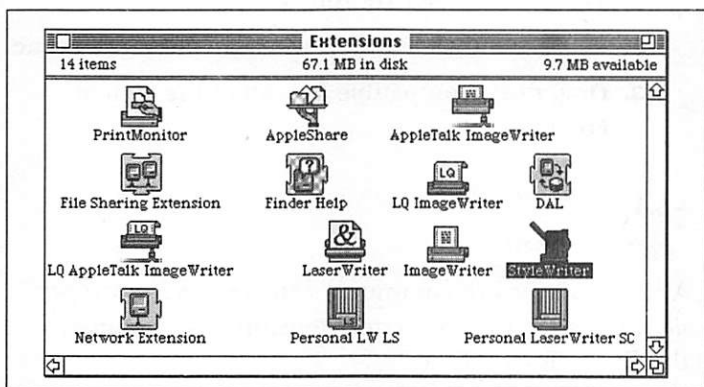 Extensions
14 items 67.1 MB in disk 9.7 MB available
PrintMonitor AppleShare AppleTalk ImageWriter
File Sharing Extension Finder Help LQ ImageWriter DAL
LQ AppleTalk ImageWriter LaserWriter ImageWriter StyleWriter
Network Extension Personal LW LS Personal LaserWriter SC